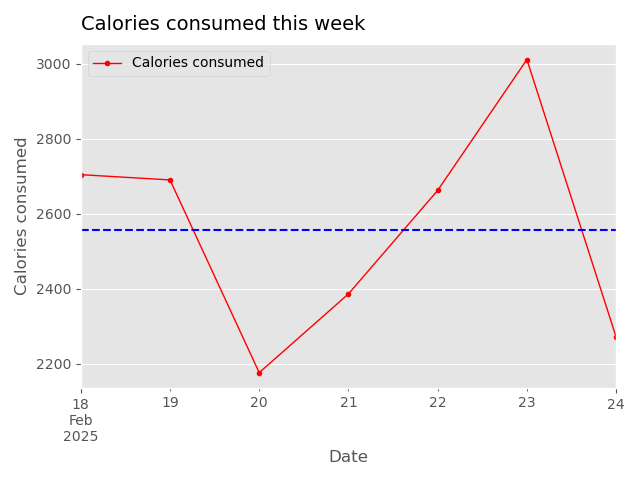 Calories consumed this week
Calories consumed
3000
2800
2600
2400
2200
Calories consumed
18
Feb
2025
19
20
21
22
23
24
Date